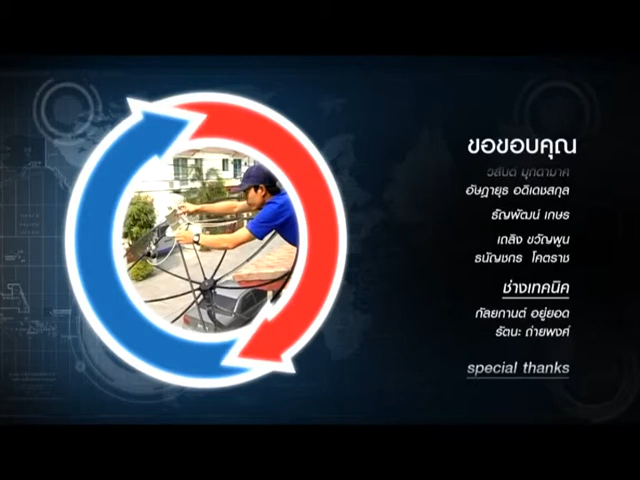 ขอขอบคุณ
วสันต์ มุกดามาศ
อัษฎายุธ อดิเตชสกุล
ธัญพัฒน์ เกษร
เถลิง ขวัญพูน
ธนัญชกร โคตราช
ช่างเทคนิค
กัลยกานต์ อยู่ยอด
รัตนะ ถ่ายพงศ์
special thanks